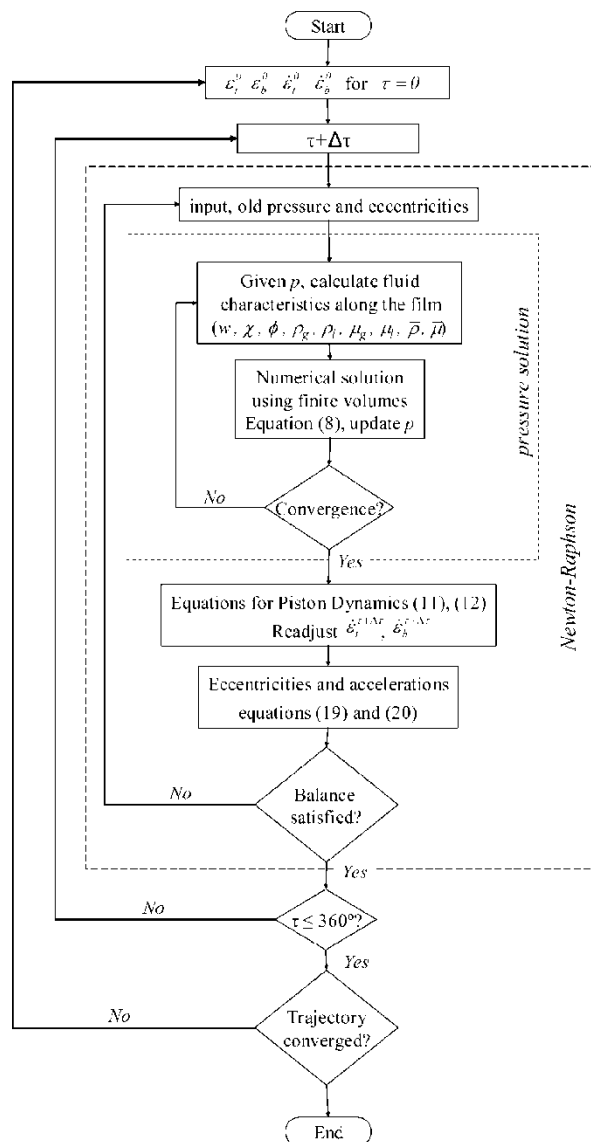 Start
ε_t^0 ε_b^0 ε̇_t^0 ε̇_b^0 for τ = 0
τ+Δτ
input, old pressure and eccentricities
Given p, calculate fluid
characteristics along the film
(w, χ, ϕ, ρ_g, ρ_l, μ_g, μ_l, ρ̅, μ̅)
Numerical solution
using finite volumes
Equation (8), update p
pressure solution
No
Convergence?
Yes
Newton-Raphson
Equations for Piston Dynamics (11), (12)
Readjust ε̇_t^{τ+Δτ}, ε̇_b^{τ+Δτ}
Eccentricities and accelerations
equations (19) and (20)
No
Balance
satisfied?
Yes
No
τ ≤ 360º?
Yes
No
Trajectory
converged?
End